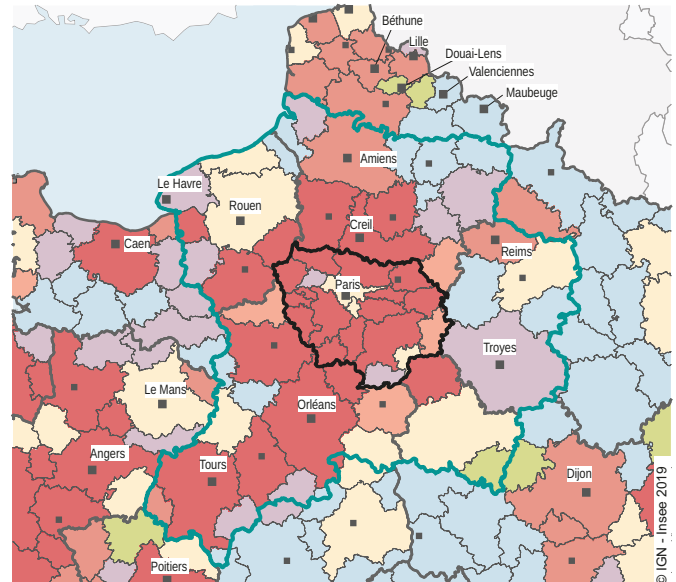 Béthune
Lille
Douai-Lens
Valenciennes
Maubeuge
Amiens
Le Havre
Rouen
Creil
Caen
Reims
Paris
Troyes
Le Mans
Orléans
Angers
Tours
Dijon
Poitiers
© IGN - Insee 2019